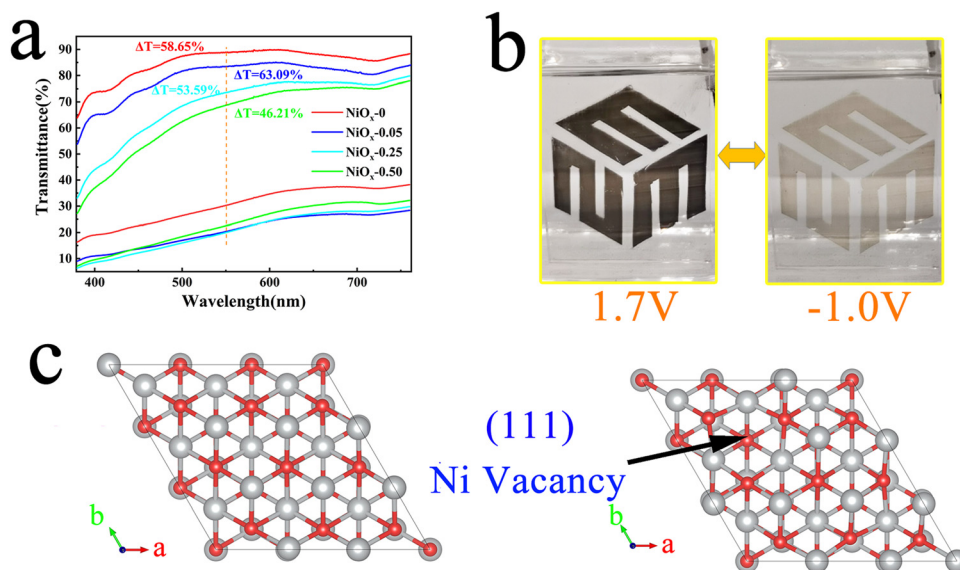 a
ΔT=58.65%
ΔT=63.09%
ΔT=53.59%
ΔT=46.21%
NiOx-0
NiOx-0.05
NiOx-0.25
NiOx-0.50
Transmittance(%)
90
80
70
60
50
40
30
20
10
400
500
600
700
Wavelength(nm)
b
1.7V
-1.0V
c
(111)
Ni Vacancy
b
a
b
a